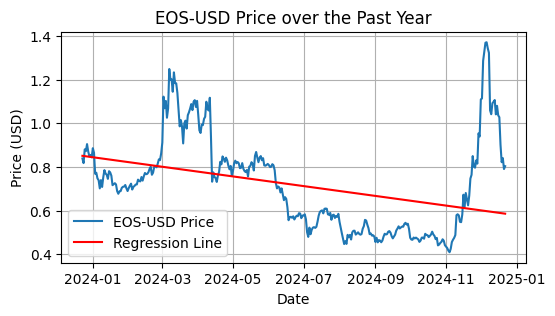 EOS-USD Price over the Past Year
Price (USD)
1.4
1.2
1.0
0.8
0.6
0.4
EOS-USD Price
Regression Line
2024-01
2024-03
2024-05
2024-07
2024-09
2024-11
2025-01
Date